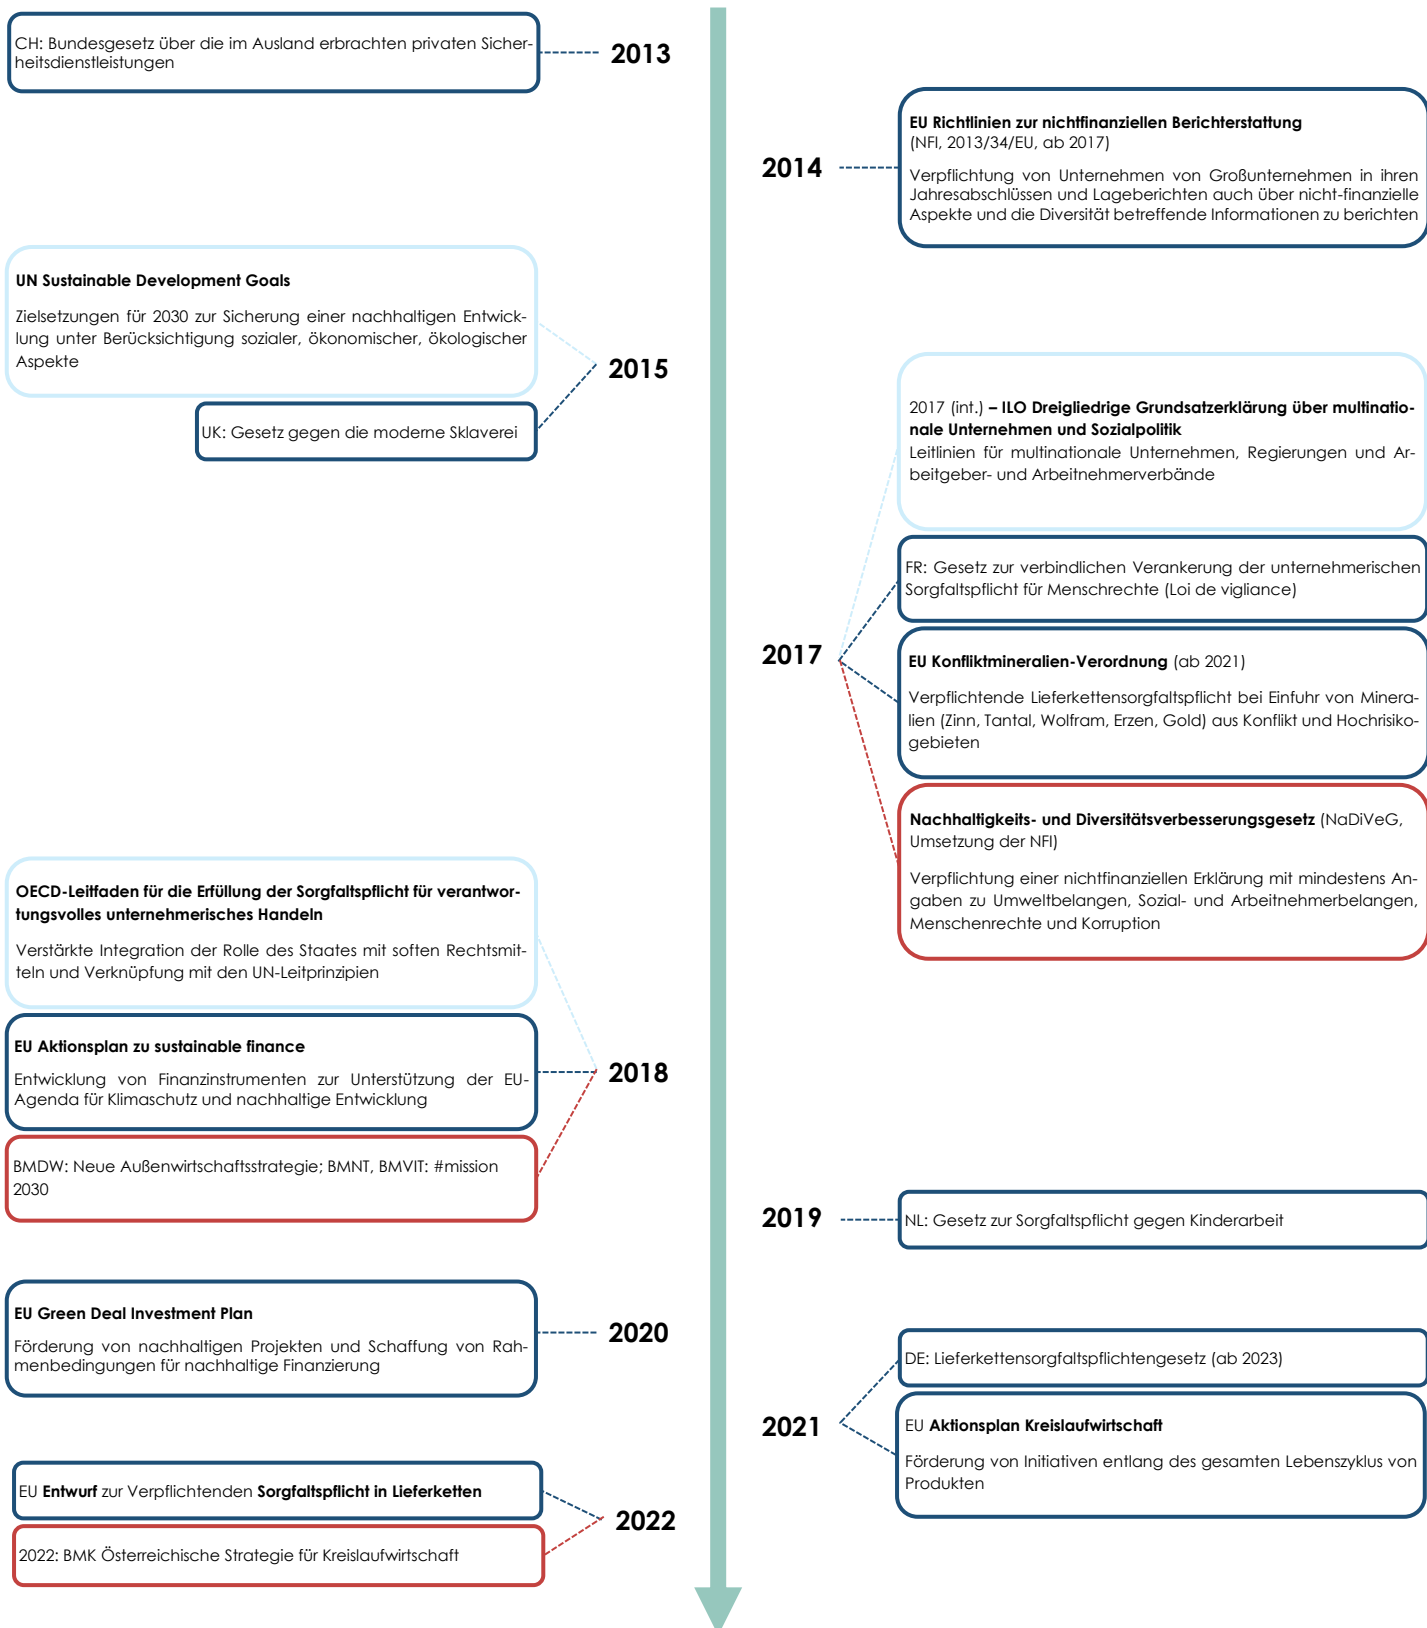 CH: Bundesgesetz über die im Ausland erbrachten privaten Sicher-
heitsdienstleistungen
2013
2014
EU Richtlinien zur nichtfinanziellen Berichterstattung
(NFI, 2013/34/EU, ab 2017)
Verpflichtung von Unternehmen von Großunternehmen in ihren
Jahresabschlüssen und Lageberichten auch über nicht-finanzielle
Aspekte und die Diversität betreffende Informationen zu berichten
UN Sustainable Development Goals
Zielsetzungen für 2030 zur Sicherung einer nachhaltigen Entwick-
lung unter Berücksichtigung sozialer, ökonomischer, ökologischer
Aspekte
UK: Gesetz gegen die moderne Sklaverei
2015
2017
2017 (int.) – ILO Dreigliedrige Grundsatzerklärung über multinatio-
nale Unternehmen und Sozialpolitik
Leitlinien für multinationale Unternehmen, Regierungen und Ar-
beitgeber- und Arbeitnehmerverbände
FR: Gesetz zur verbindlichen Verankerung der unternehmerischen
Sorgfaltspflicht für Menschrechte (Loi de vigliance)
EU Konfliktmineralien-Verordnung (ab 2021)
Verpflichtende Lieferkettensorgfaltspflicht bei Einfuhr von Minera-
lien (Zinn, Tantal, Wolfram, Erzen, Gold) aus Konflikt und Hochrisiko-
gebieten
Nachhaltigkeits- und Diversitätsverbesserungsgesetz (NaDiVeG,
Umsetzung der NFI)
Verpflichtung einer nichtfinanziellen Erklärung mit mindestens An-
gaben zu Umweltbelangen, Sozial- und Arbeitnehmerbelangen,
Menschenrechte und Korruption
OECD-Leitfaden für die Erfüllung der Sorgfaltspflicht für verantwor-
tungsvolles unternehmerisches Handeln
Verstärkte Integration der Rolle des Staates mit soften Rechtsmit-
teln und Verknüpfung mit den UN-Leitprinzipien
EU Aktionsplan zu sustainable finance
Entwicklung von Finanzinstrumenten zur Unterstützung der EU-
Agenda für Klimaschutz und nachhaltige Entwicklung
BMDW: Neue Außenwirtschaftsstrategie; BMNT, BMVIT: #mission
2030
2018
2019
NL: Gesetz zur Sorgfaltspflicht gegen Kinderarbeit
EU Green Deal Investment Plan
Förderung von nachhaltigen Projekten und Schaffung von Rah-
menbedingungen für nachhaltige Finanzierung
2020
2021
DE: Lieferkettensorgfaltspflichtengesetz (ab 2023)
EU Aktionsplan Kreislaufwirtschaft
Förderung von Initiativen entlang des gesamten Lebenszyklus von
Produkten
EU Entwurf zur Verpflichtenden Sorgfaltspflicht in Lieferketten
2022: BMK Österreichische Strategie für Kreislaufwirtschaft
2022